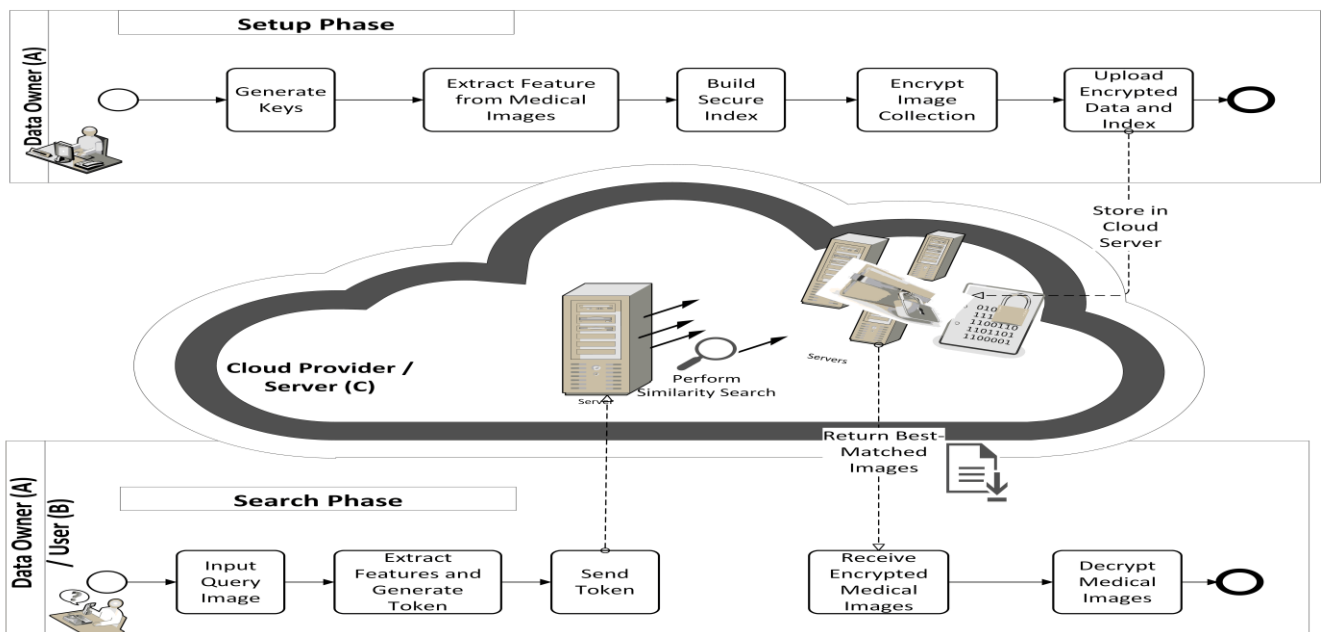 Setup Phase
Data Owner (A)
Generate
Keys
Extract Feature
from Medical
Images
Build
Secure
Index
Encrypt
Image
Collection
Upload
Encrypted
Data and
Index
Store in
Cloud
Server
1100110
1101101
1100001
Servers
Cloud Provider /
Server (C)
Server
Perform
Similarity Search
Return Best-
Matched
Images
Search Phase
Data Owner (A)
/ User (B)
Input
Query
Image
Extract
Features and
Generate
Token
Send
Token
Receive
Encrypted
Medical
Images
Decrypt
Medical
Images